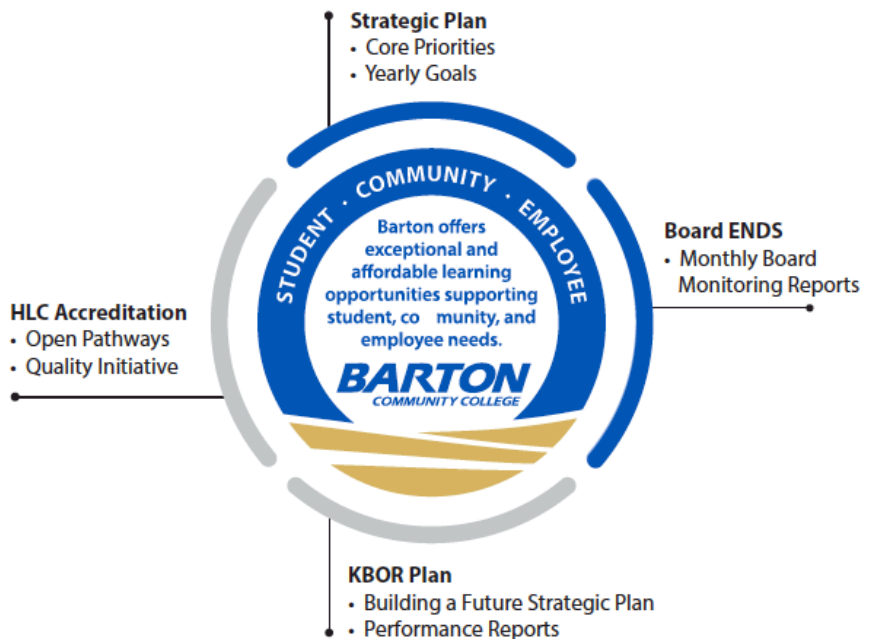 Strategic Plan
• Core Priorities
• Yearly Goals
STUDENT · COMMUNITY · EMPLOYEE
Barton offers
exceptional and
affordable learning
opportunities supporting
student, co munity, and
employee needs.
BARTON
COMMUNITY COLLEGE
Board ENDS
• Monthly Board
Monitoring Reports
HLC Accreditation
• Open Pathways
• Quality Initiative
KBOR Plan
• Building a Future Strategic Plan
• Performance Reports